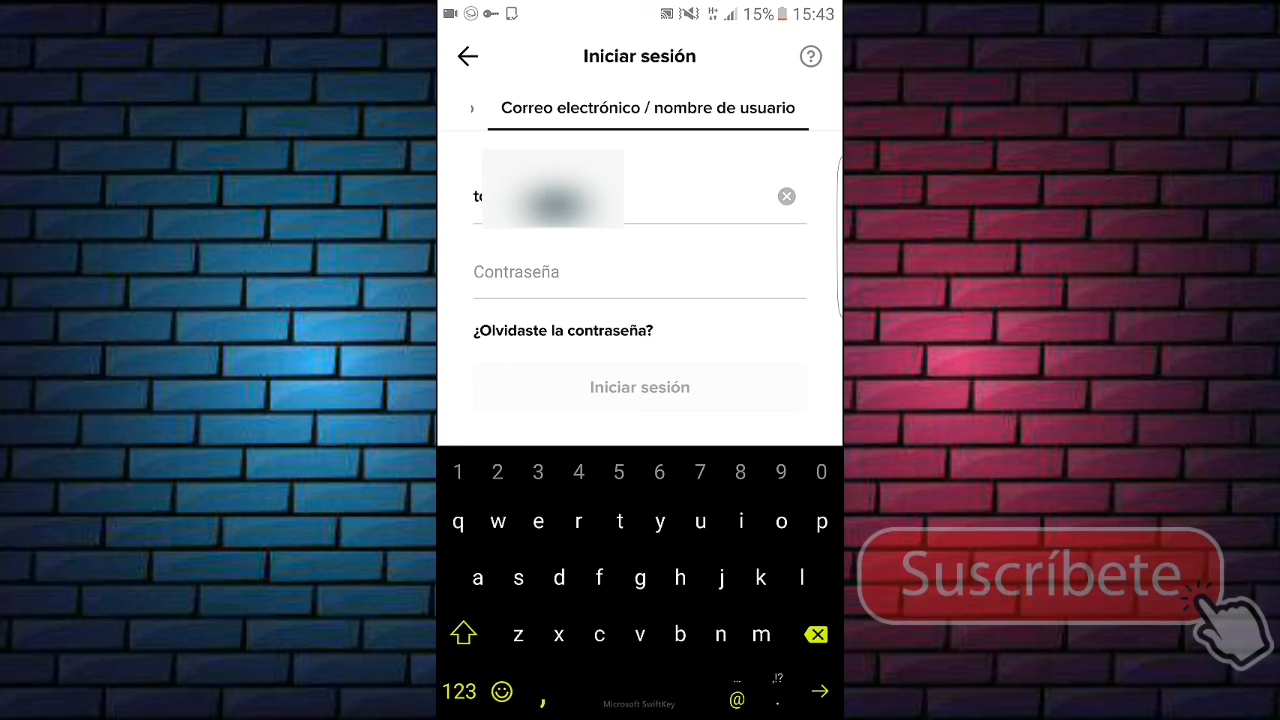 H+ 15% 15:43
Iniciar sesión
?
Correo electrónico / nombre de usuario
Contraseña
¿Olvidaste la contraseña?
Iniciar sesión
1 2 3 4 5 6 7 8 9 0
q w e r t y u i o p
a s d f g h j k l
z x c v b n m
... ,!?
123 , @ .
Microsoft SwiftKey
Suscríbete